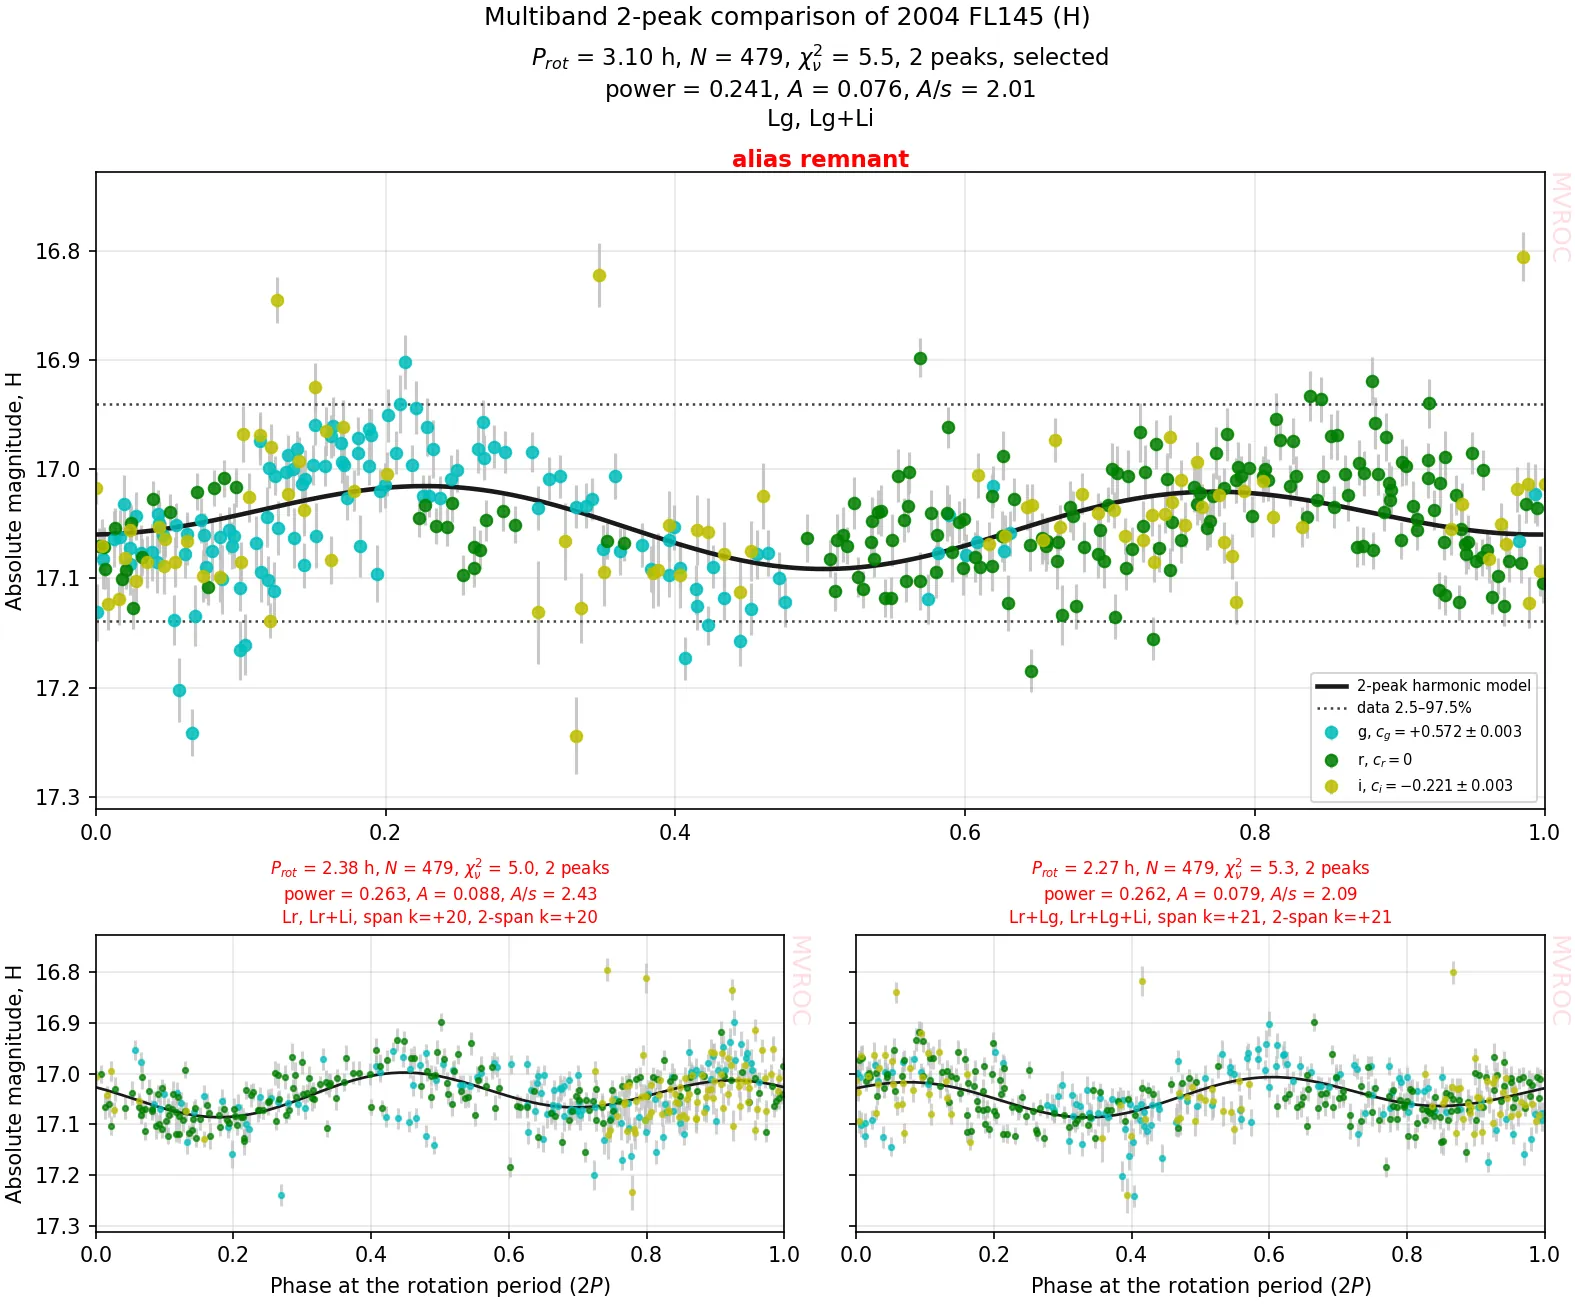 Multiband 2-peak comparison of 2004 FL145 (H)
P_rot = 3.10 h, N = 479, χ²_ν = 5.5, 2 peaks, selected
power = 0.241, A = 0.076, A/s = 2.01
Lg, Lg+Li
alias remnant
MVROC
Absolute magnitude, H
16.8
16.9
17.0
17.1
17.2
17.3
2-peak harmonic model
data 2.5–97.5%
g, c_g = +0.572 ± 0.003
r, c_r = 0
i, c_i = −0.221 ± 0.003
0.0 0.2 0.4 0.6 0.8 1.0
P_rot = 2.38 h, N = 479, χ²_ν = 5.0, 2 peaks
power = 0.263, A = 0.088, A/s = 2.43
Lr, Lr+Li, span k=+20, 2-span k=+20
MVROC
Absolute magnitude, H
16.8
16.9
17.0
17.1
17.2
17.3
0.0 0.2 0.4 0.6 0.8 1.0
Phase at the rotation period (2P)
P_rot = 2.27 h, N = 479, χ²_ν = 5.3, 2 peaks
power = 0.262, A = 0.079, A/s = 2.09
Lr+Lg, Lr+Lg+Li, span k=+21, 2-span k=+21
MVROC
0.0 0.2 0.4 0.6 0.8 1.0
Phase at the rotation period (2P)